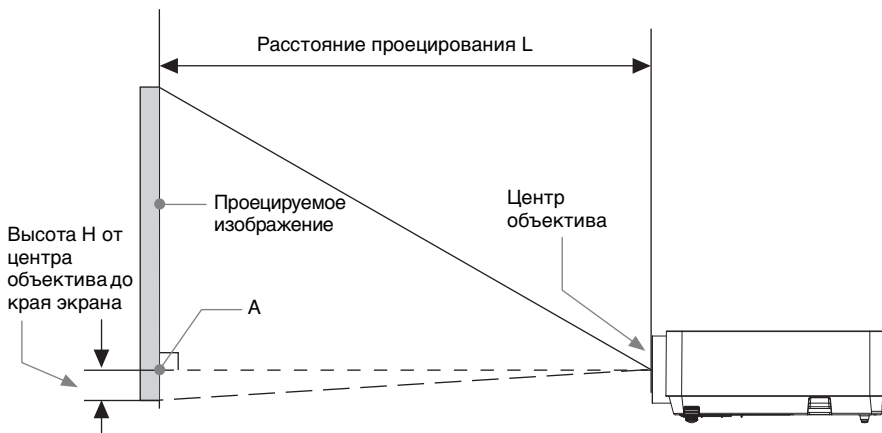 Расстояние проецирования L
Проецируемое
изображение
Центр
объектива
Высота H от
центра
объектива до
края экрана
A